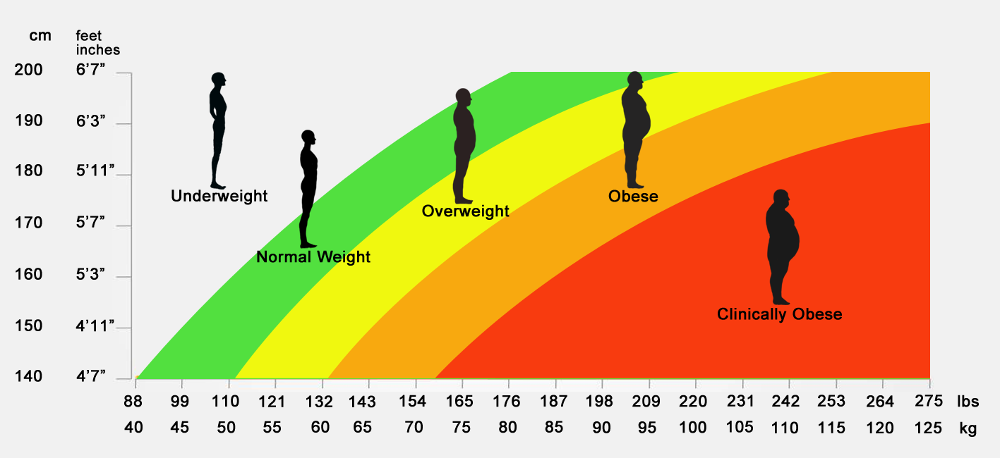 cm feet
inches
200 6’7”
190 6’3”
Underweight
180 5’11”
Obese
Overweight
170 5’7”
Normal Weight
160 5’3”
Clinically Obese
150 4’11”
140 4’7”
88 99 110 121 132 143 154 165 176 187 198 209 220 231 242 253 264 275 lbs
40 45 50 55 60 65 70 75 80 85 90 95 100 105 110 115 120 125 kg